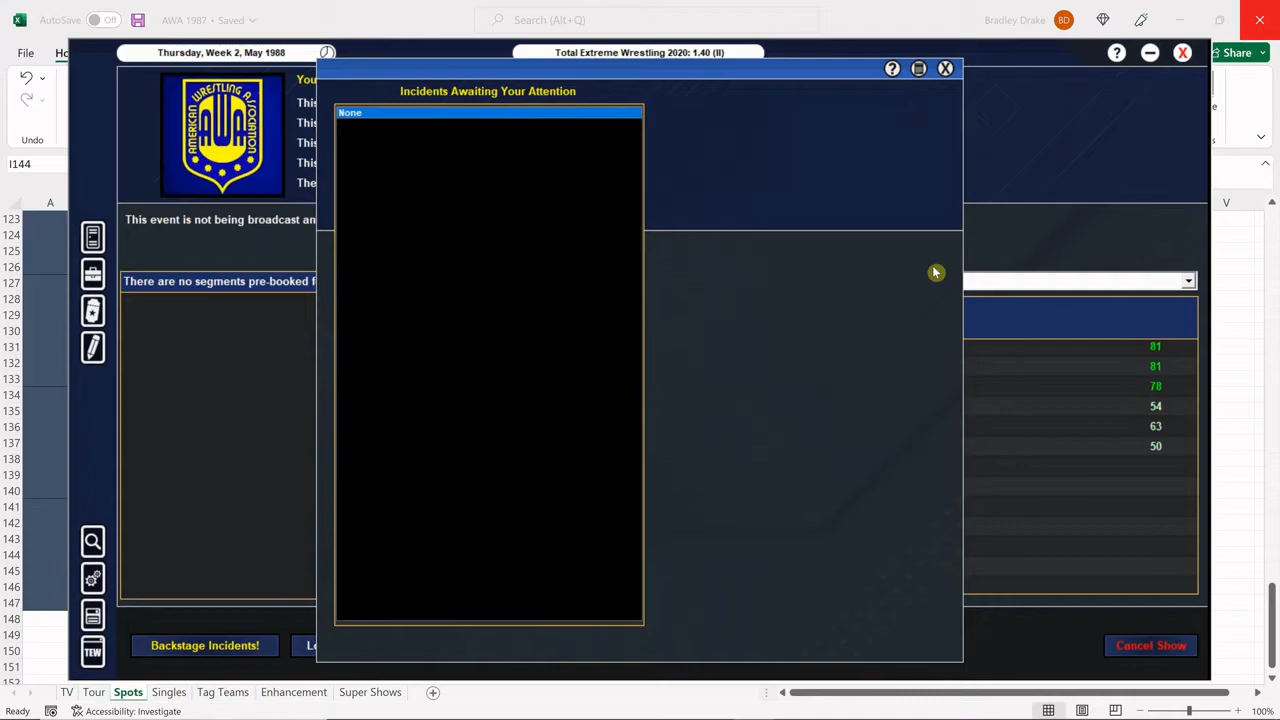 AutoSave
Off
AWA 1987 • Saved
Search (Alt+Q)
Bradley Drake
BD
File
Share
Undo
I144
Thursday, Week 2, May 1988
Total Extreme Wrestling 2020: 1.40 (II)
AMERICAN WRESTLING ASSOCIATION
AWA
You
This
This
This
This
The
This event is not being broadcast an
There are no segments pre-booked f
Incidents Awaiting Your Attention
None
81
81
78
54
63
50
Backstage Incidents!
Lo
Cancel Show
TEW
A
V
123
124
125
126
127
128
129
130
131
132
133
134
135
136
137
138
139
140
141
142
143
144
145
146
147
148
149
150
151
TV
Tour
Spots
Singles
Tag Teams
Enhancement
Super Shows
Ready
Accessibility: Investigate
100%